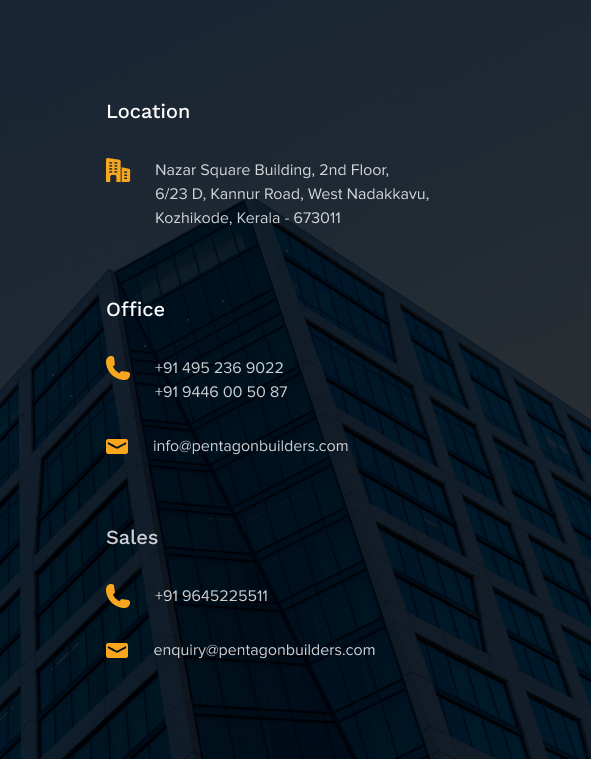 Location
Nazar Square Building, 2nd Floor,
6/23 D, Kannur Road, West Nadakkavu,
Kozhikode, Kerala - 673011
Office
+91 495 236 9022
+91 9446 00 50 87
info@pentagonbuilders.com
Sales
+91 9645225511
enquiry@pentagonbuilders.com